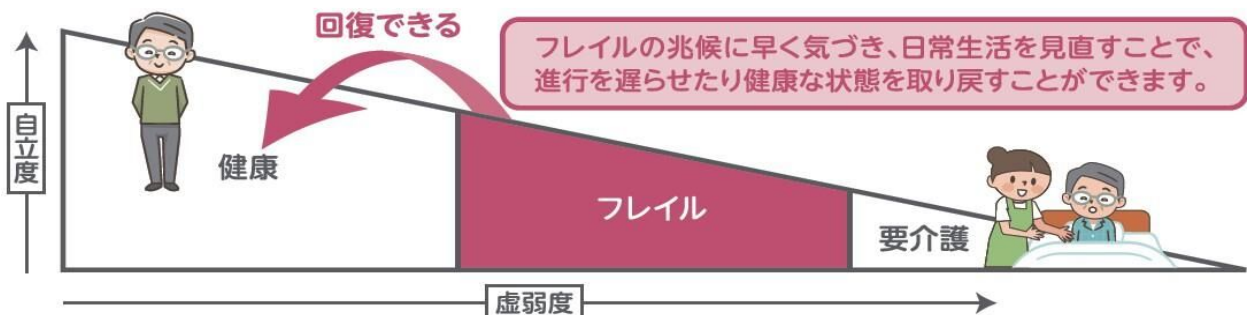 回復できる
フレイルの兆候に早く気づき、日常生活を見直すことで、
進行を遅らせたり健康な状態を取り戻すことができます。
自立度
健康
フレイル
要介護
虚弱度